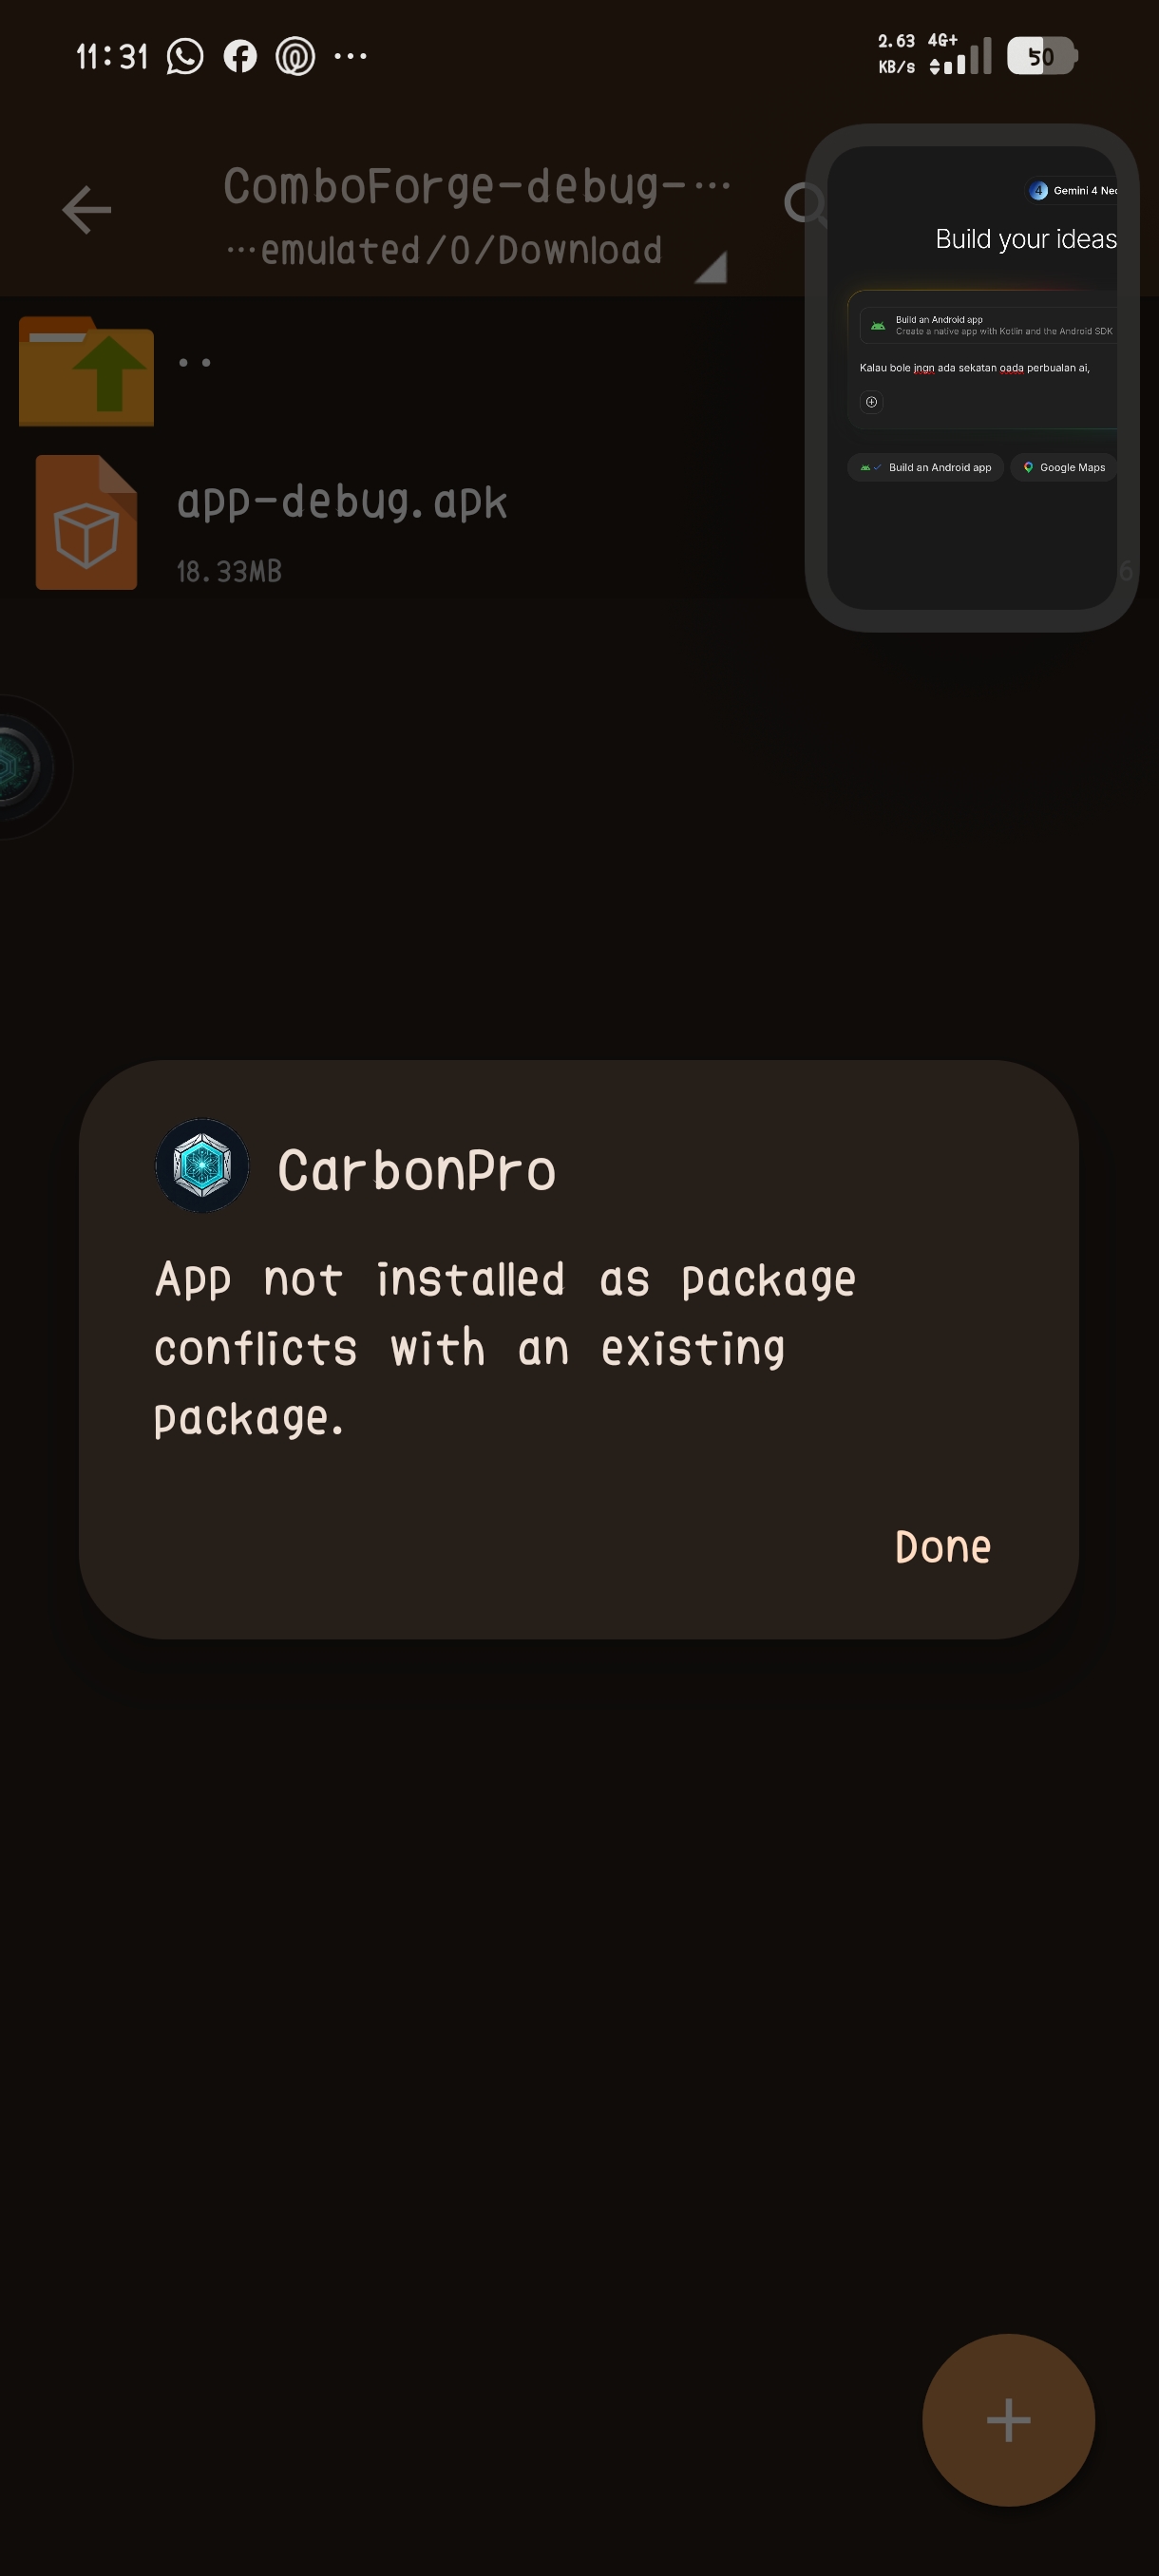 11:31
2.63 KB/s 4G+ 50
ComboForge-debug-...
...emulated/0/Download
Gemini 4
Build your ideas
Build an Android app
Create a native app with Kotlin and the Android SDK
Kalau bole jngn ada sekatan oada perbualan ai,
Build an Android app
Google Maps
..
app-debug.apk
18.33MB
6
CarbonPro
App not installed as package
conflicts with an existing
package.
Done